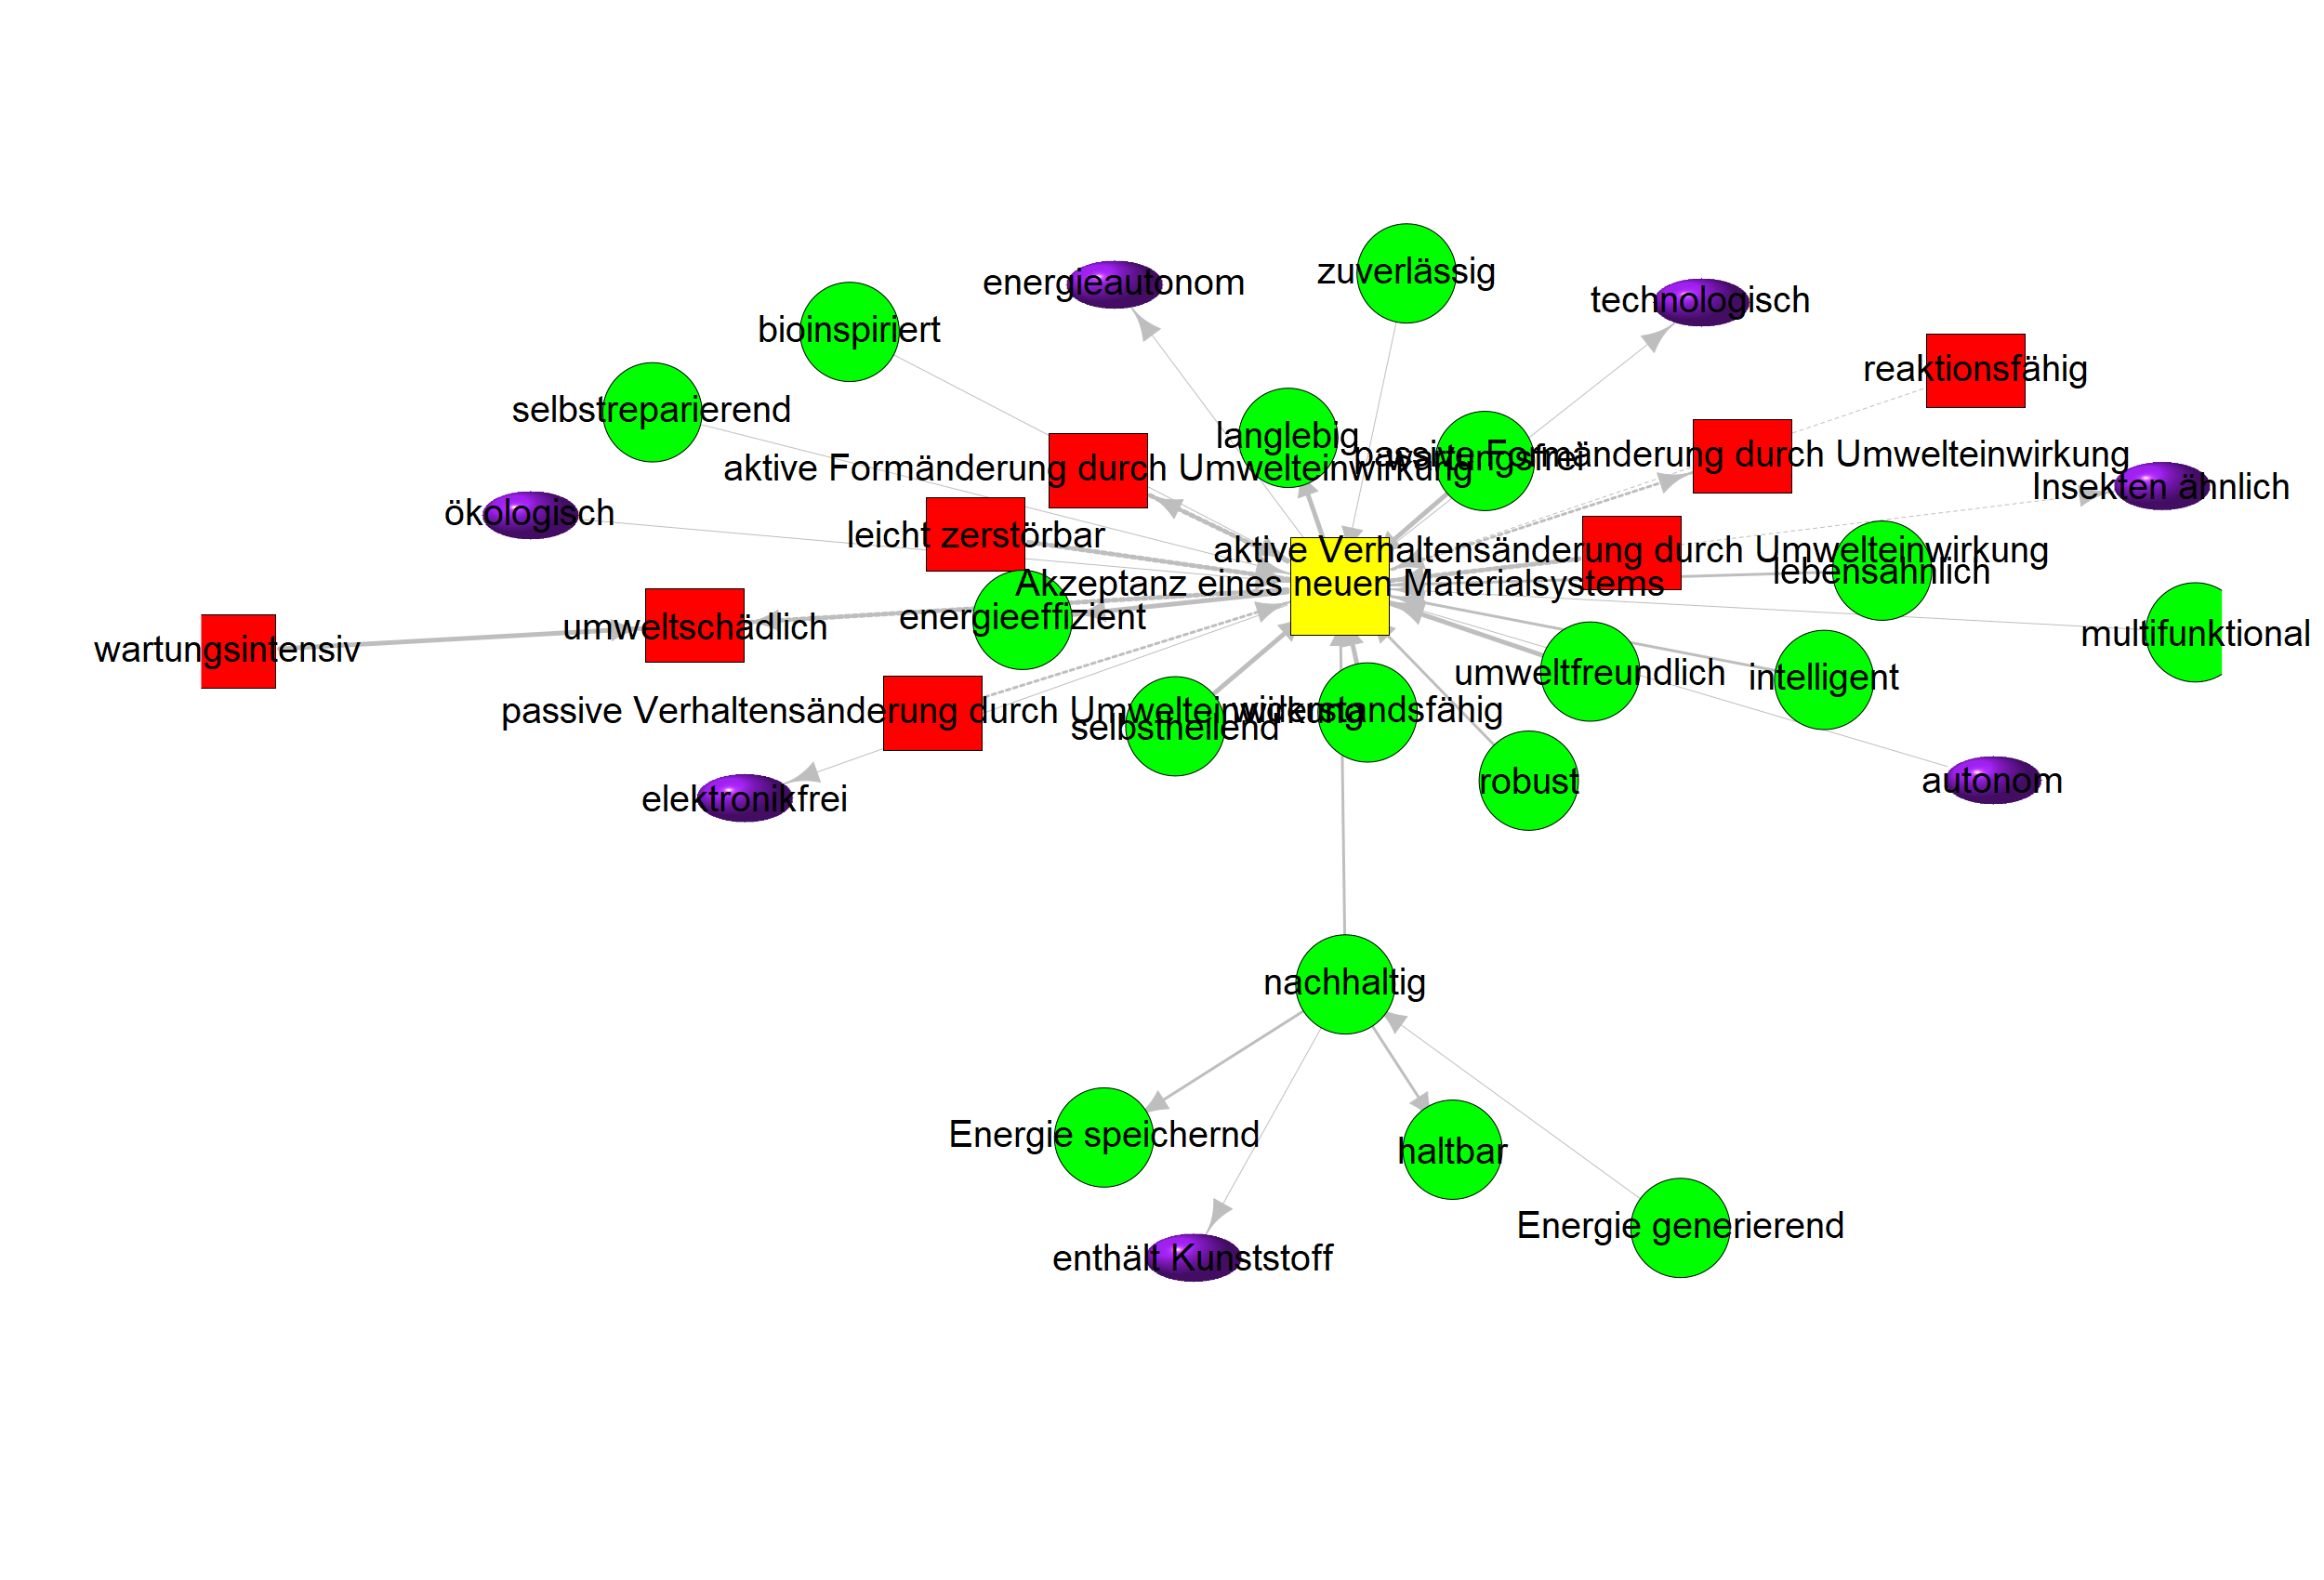 zuverlässig
energieautonom
technologisch
bioinspiriert
reaktionsfähig
selbstreparierend
langlebig
passive Formänderung durch Umwelteinwirkung
wartungsfrei
aktive Formänderung durch Umwelteinwirkung
Insekten ähnlich
ökologisch
leicht zerstörbar
aktive Verhaltensänderung durch Umwelteinwirkung
lebensähnlich
Akzeptanz eines neuen Materialsystems
energieeffizient
umweltschädlich
multifunktional
wartungsintensiv
umweltfreundlich
intelligent
passive Verhaltensänderung durch Umwelteinwirkung
widerstandsfähig
selbstheilend
robust
autonom
elektronikfrei
nachhaltig
Energie speichernd
haltbar
Energie generierend
enthält Kunststoff